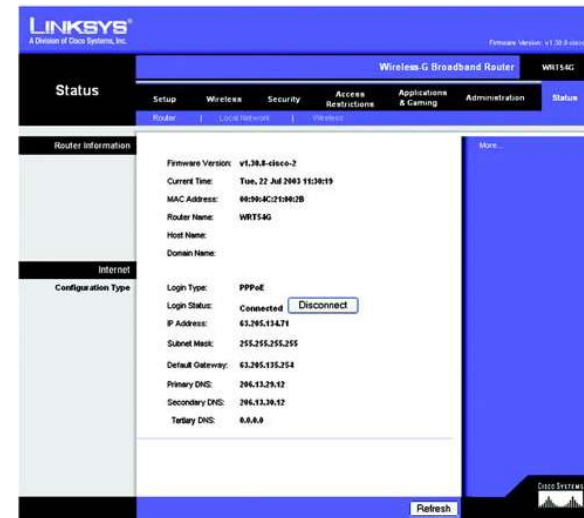 LINKSYS®
A Division of Cisco Systems, Inc.
Firmware Version: v1.30.8-cisco
Wireless-G Broadband Router WRT54G
Status
Setup Wireless Security Access Restrictions Applications & Gaming Administration Status
Router | Local Network | Wireless
Router Information
More...
Firmware Version: v1.30.8-cisco-2
Current Time: Tue, 22 Jul 2003 11:30:19
MAC Address: 00:90:4C:21:00:2B
Router Name: WRT54G
Host Name:
Domain Name:
Internet
Configuration Type
Login Type: PPPoE
Login Status: Connected Disconnect
IP Address: 63.205.134.71
Subnet Mask: 255.255.255.255
Default Gateway: 63.205.135.254
Primary DNS: 206.13.29.12
Secondary DNS: 206.13.30.12
Tertiary DNS: 0.0.0.0
Refresh
CISCO SYSTEMS